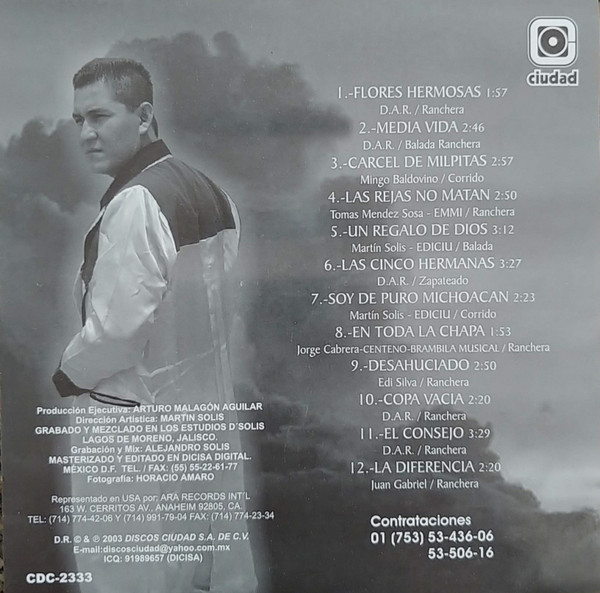 ciudad
1.-FLORES HERMOSAS 1:57
D.A.R. / Ranchera
2.-MEDIA VIDA 2:46
D.A.R. / Balada Ranchera
3.-CARCEL DE MILPITAS 2:57
Mingo Baldovino / Corrido
4.-LAS REJAS NO MATAN 2:50
Tomas Mendez Sosa - EMMI / Ranchera
5.-UN REGALO DE DIOS 3:12
Martín Solis - EDICIU / Balada
6.-LAS CINCO HERMANAS 3:27
D.A.R. / Zapateado
7.-SOY DE PURO MICHOACAN 2:23
Martín Solis - EDICIU / Corrido
8.-EN TODA LA CHAPA 1:53
Jorge Cabrera-CENTENO-BRAMBILA MUSICAL / Ranchera
9.-DESAHUCIADO 2:50
Edi Silva / Ranchera
10.-COPA VACIA 2:20
D.A.R. / Ranchera
11.-EL CONSEJO 3:29
D.A.R. / Ranchera
12.-LA DIFERENCIA 2:20
Juan Gabriel / Ranchera
Contrataciones
01 (753) 53-436-06
53-506-16
Producción Ejecutiva: ARTURO MALAGÓN AGUILAR
Dirección Artística: MARTIN SOLIS
GRABADO Y MEZCLADO EN LOS ESTUDIOS D'SOLIS
LAGOS DE MORENO, JALISCO.
Grabación y Mix: ALEJANDRO SOLIS
MASTERIZADO Y EDITADO EN DICISA DIGITAL.
MÉXICO D.F. TEL. / FAX: (55) 55-22-61-77
Fotografía: HORACIO AMARO
Representado en USA por: ARA RECORDS INT'L
163 W. CERRITOS AV., ANAHEIM 92805, CA.
TEL: (714) 774-42-06 Y (714) 991-79-04 FAX: (714) 774-23-34
D.R. © & ℗ 2003 DISCOS CIUDAD S.A. DE C.V.
E-mail:discosciudad@yahoo.com.mx
ICQ: 91989657 (DICISA)
CDC-2333